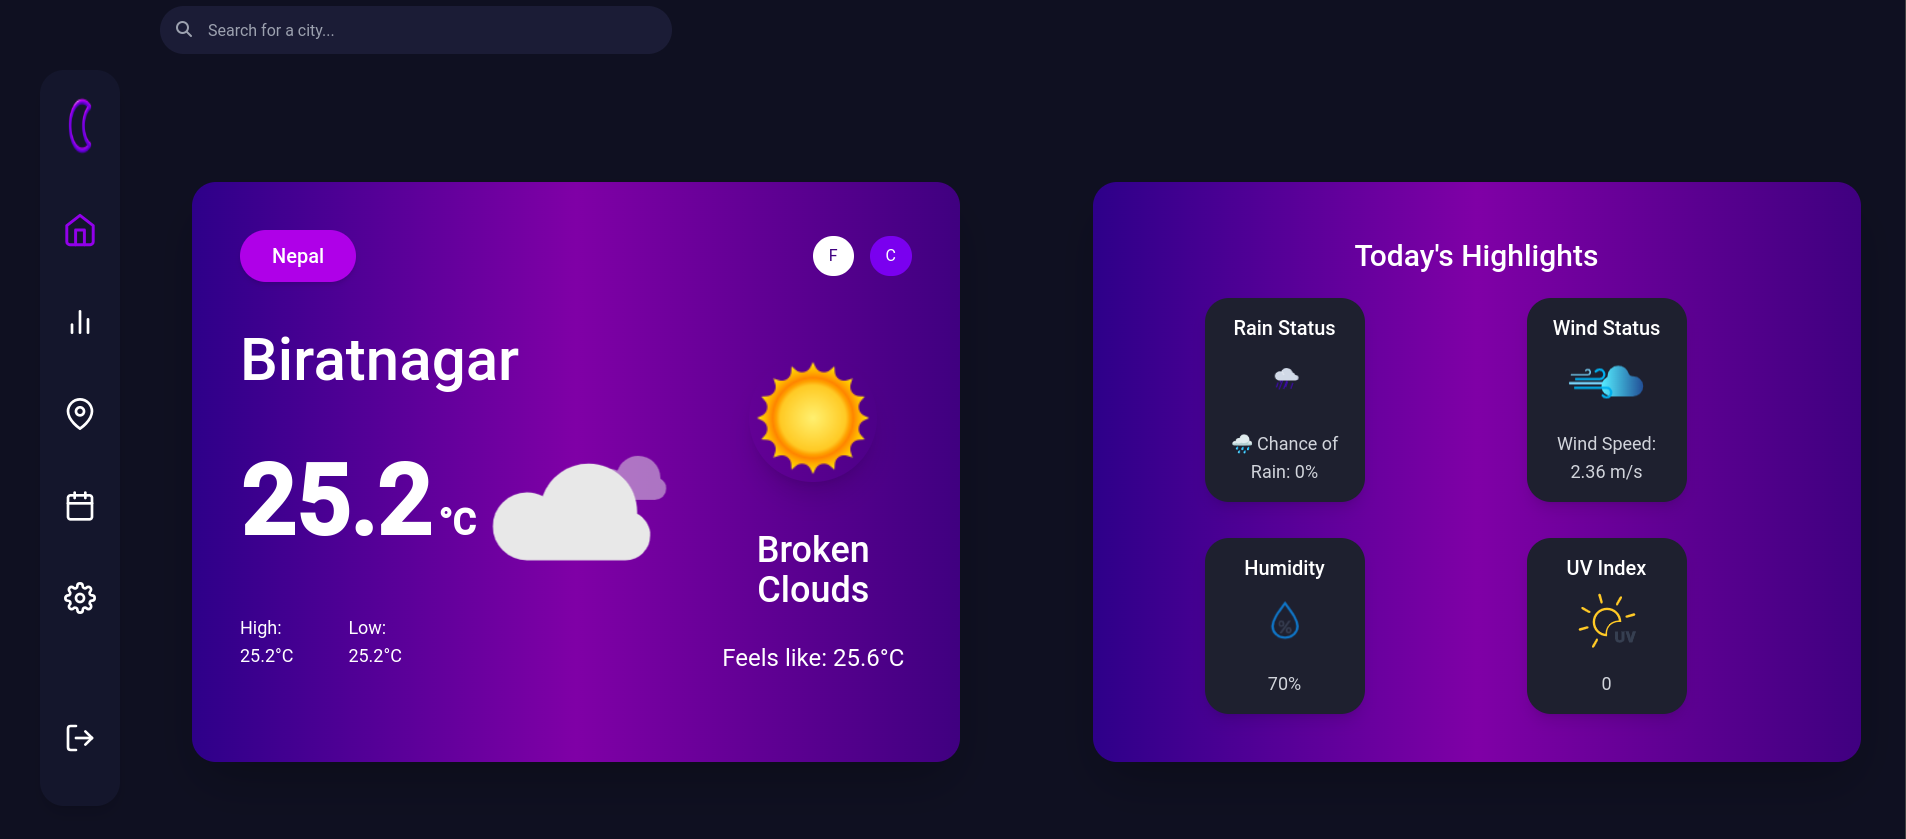 Search for a city...
Nepal
F
C
Biratnagar
25.2 °C
Broken
Clouds
High:
25.2°C
Low:
25.2°C
Feels like: 25.6°C
Today's Highlights
Rain Status
🌧️ Chance of
Rain: 0%
Wind Status
Wind Speed:
2.36 m/s
Humidity
%
70%
UV Index
UV
0